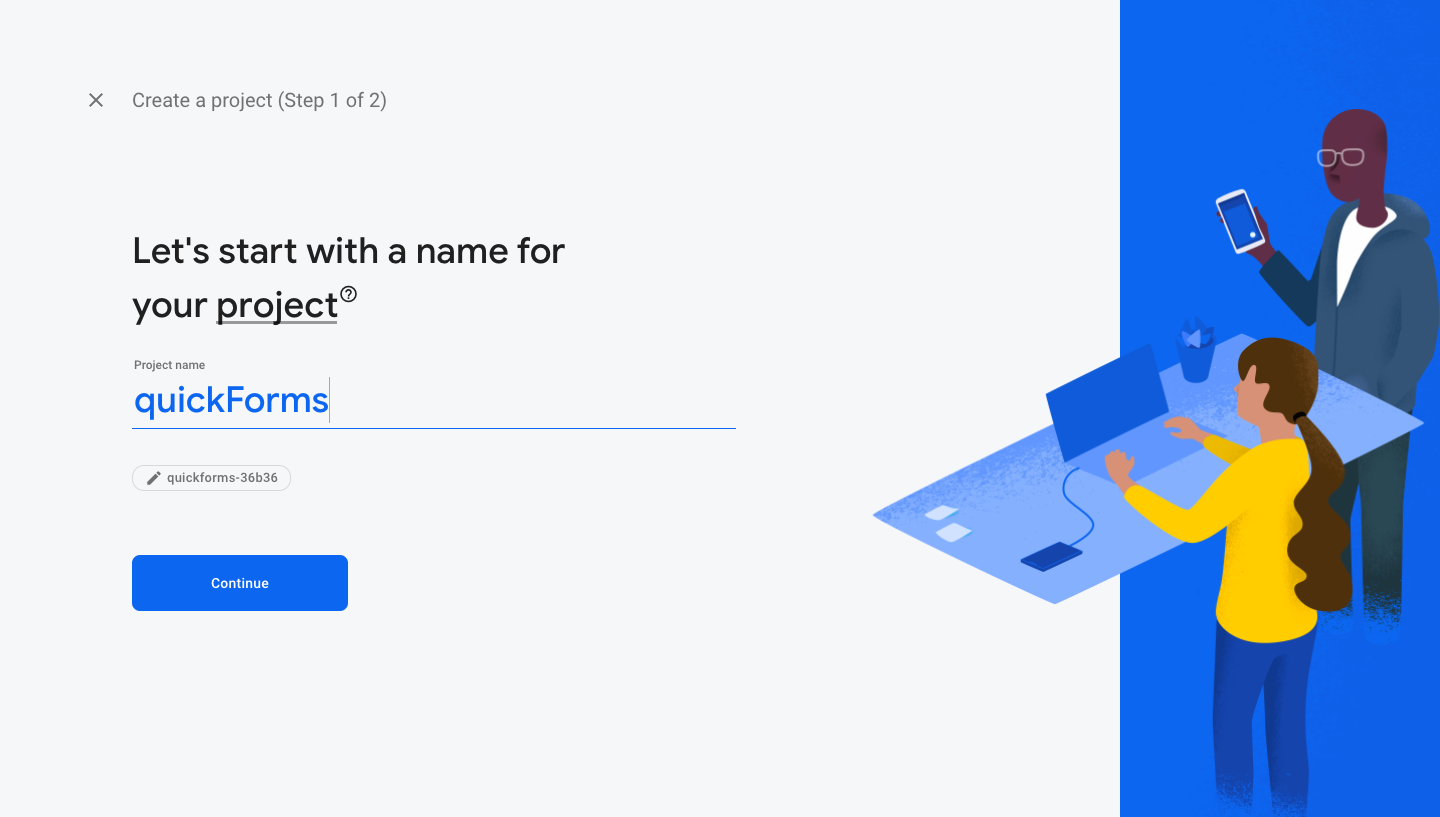 Create a project (Step 1 of 2)
Let's start with a name for
your project
Project name
quickForms
quickforms-36b36
Continue